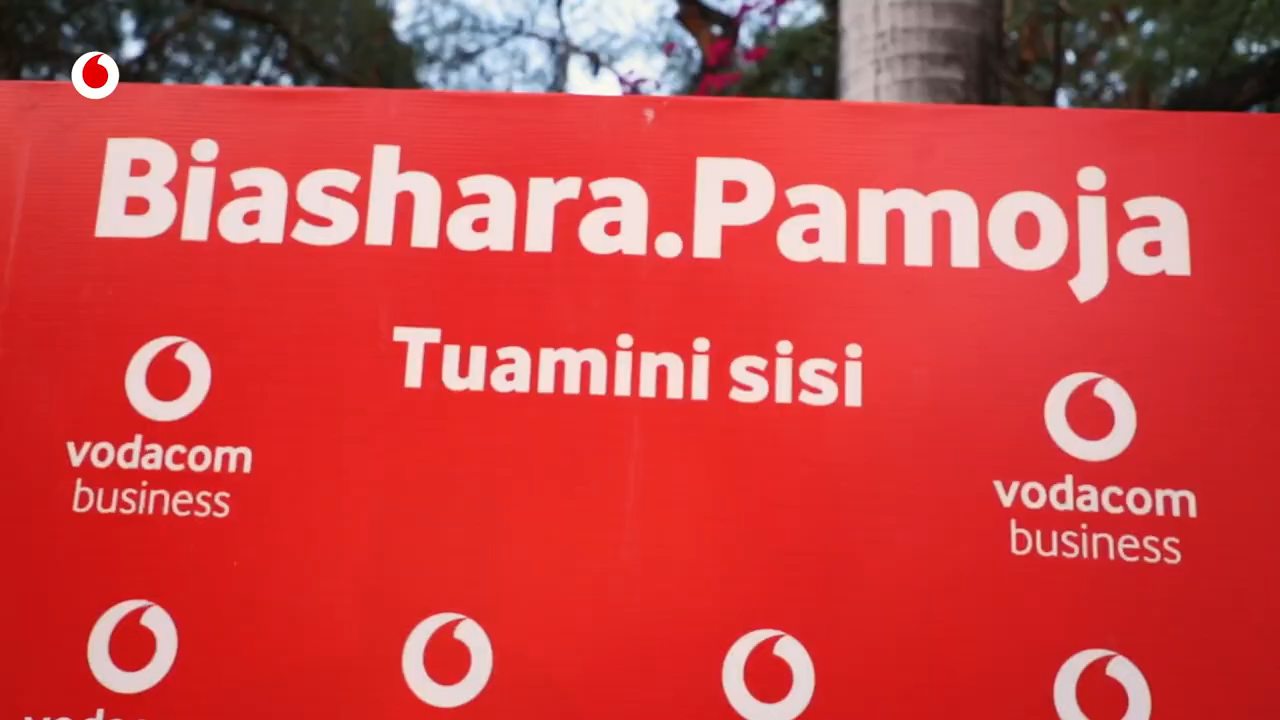 Biashara.Pamoja
Tuamini sisi
vodacom
business
vodacom
business